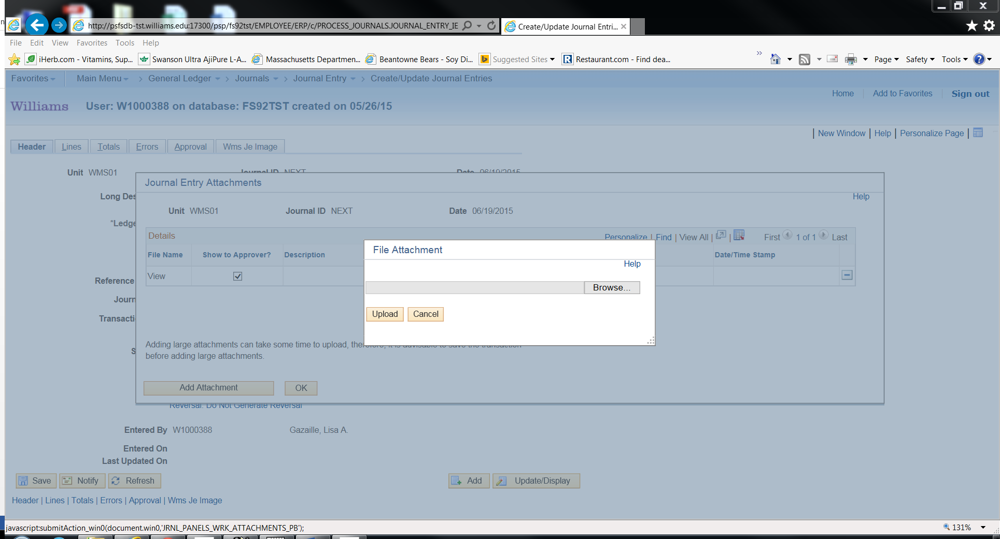 http://psfsdb-tst.williams.edu:17300/psp/fs92tst/EMPLOYEE/ERP/c/PROCESS_JOURNALS.JOURNAL_ENTRY_IE
Create/Update Journal Entri...
File Edit View Favorites Tools Help
iHerb.com - Vitamins, Sup... Swanson Ultra AjiPure L-A... Massachusetts Departmen... Beantowne Bears - Soy Di... Suggested Sites Restaurant.com - Find dea... » Page Safety Tools
Favorites Main Menu > General Ledger > Journals > Journal Entry > Create/Update Journal Entries
Home Add to Favorites Sign out
Williams User: W1000388 on database: FS92TST created on 05/26/15
| New Window | Help | Personalize Page |
Header Lines Totals Errors Approval Wms Je Image
Unit WMS01 Journal ID NEXT Date 06/19/2015
Journal Entry Attachments
Long Des
Help
Unit WMS01 Journal ID NEXT Date 06/19/2015
*Ledge
Details Personalize | Find | View All | | First 1 of 1 Last
File Name Show to Approver? Description Date/Time Stamp
View
File Attachment
Help
Browse...
Upload Cancel
Reference
Journ
Transacti
Adding large attachments can take some time to upload, therefore, it is advisable to save the transaction
before adding large attachments.
S
Add Attachment OK
Reversal: Do Not Generate Reversal
Entered By W1000388 Gazaille, Lisa A.
Entered On
Last Updated On
Save Notify Refresh Add Update/Display
Header | Lines | Totals | Errors | Approval | Wms Je Image
javascript:submitAction_win0(document.win0,'JRNL_PANELS_WRK_ATTACHMENTS_PB');
131%